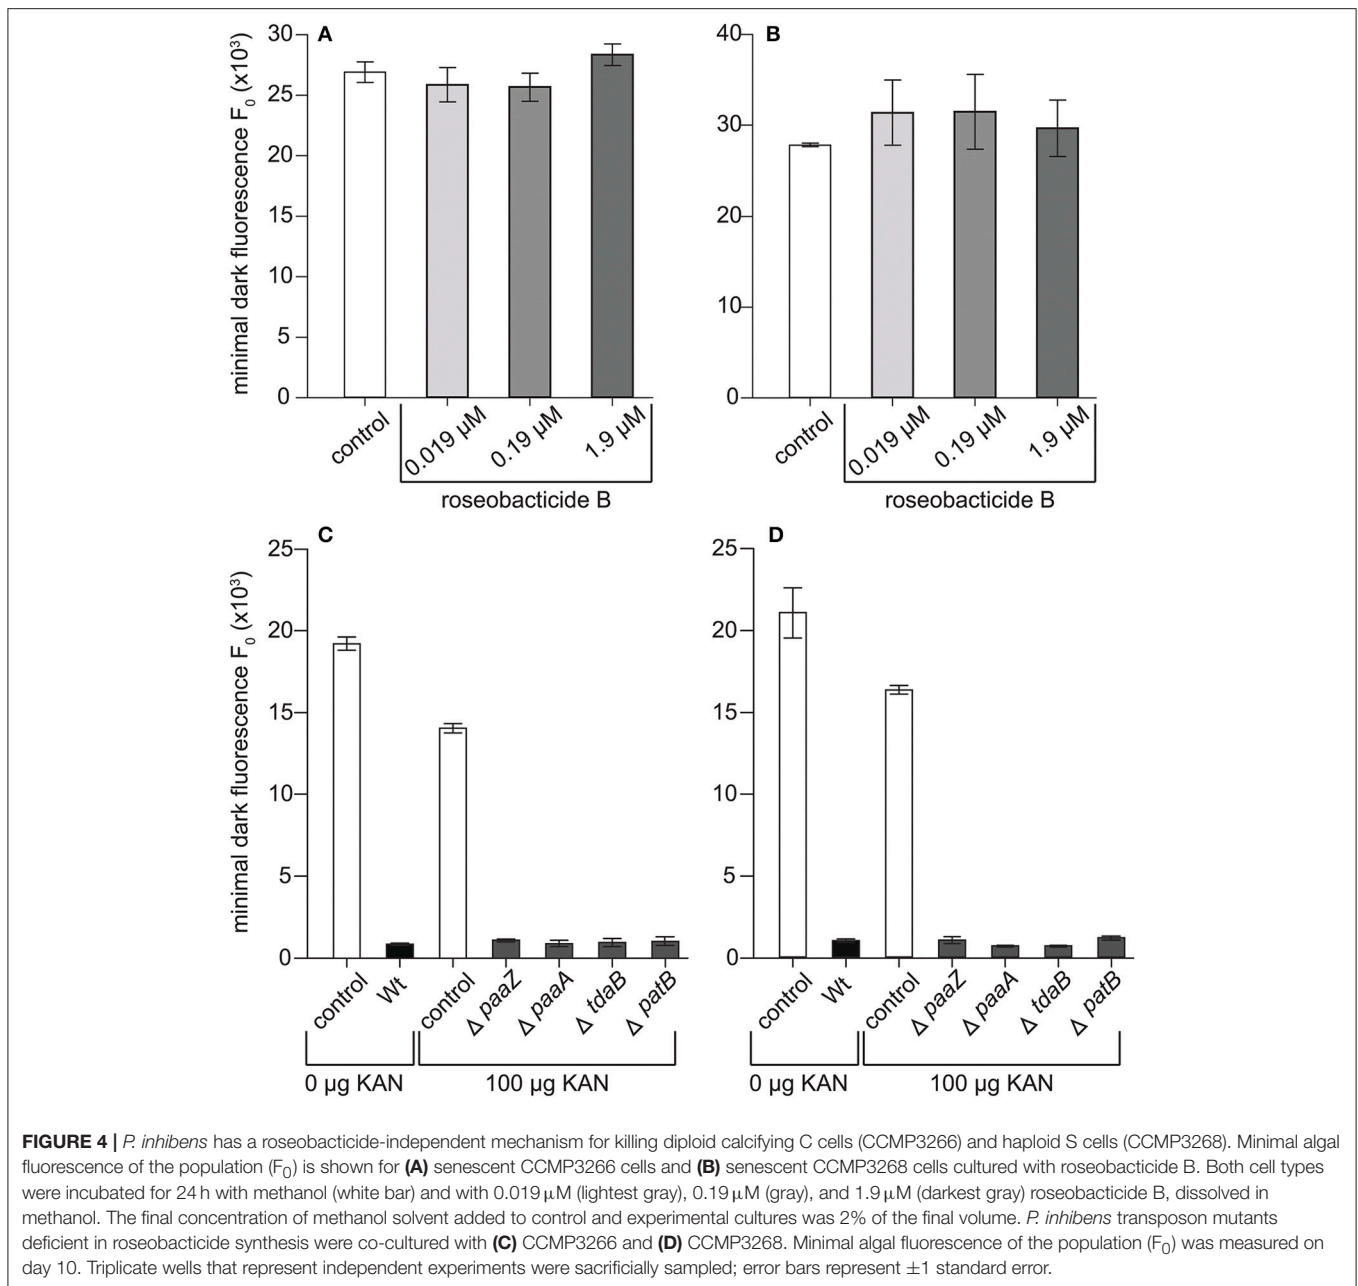 A
minimal dark fluorescence F0 (x10³)
30
25
20
15
10
5
0
control
0.019 µM
0.19 µM
1.9 µM
roseobacticide B
B
40
30
20
10
0
control
0.019 µM
0.19 µM
1.9 µM
roseobacticide B
C
minimal dark fluorescence F0 (x10³)
25
20
15
10
5
0
control
Wt
control
Δ paaZ
Δ paaA
Δ tdaB
Δ patB
0 µg KAN
100 µg KAN
D
25
20
15
10
5
0
control
Wt
control
Δ paaZ
Δ paaA
Δ tdaB
Δ patB
0 µg KAN
100 µg KAN
FIGURE 4 | P. inhibens has a roseobacticide-independent mechanism for killing diploid calcifying C cells (CCMP3266) and haploid S cells (CCMP3268). Minimal algal
fluorescence of the population (F0) is shown for (A) senescent CCMP3266 cells and (B) senescent CCMP3268 cells cultured with roseobacticide B. Both cell types
were incubated for 24 h with methanol (white bar) and with 0.019 µM (lightest gray), 0.19 µM (gray), and 1.9 µM (darkest gray) roseobacticide B, dissolved in
methanol. The final concentration of methanol solvent added to control and experimental cultures was 2% of the final volume. P. inhibens transposon mutants
deficient in roseobacticide synthesis were co-cultured with (C) CCMP3266 and (D) CCMP3268. Minimal algal fluorescence of the population (F0) was measured on
day 10. Triplicate wells that represent independent experiments were sacrificially sampled; error bars represent ±1 standard error.